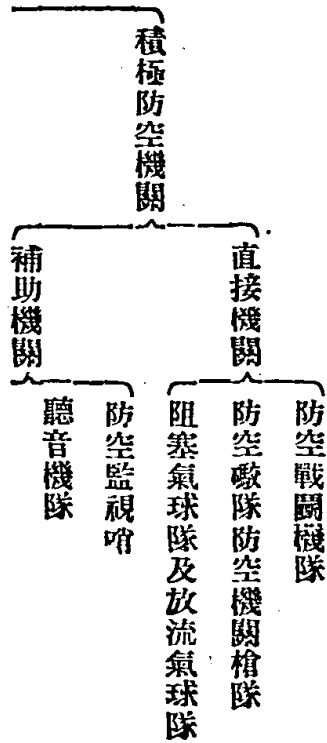 積極防空機關
直接機關
防空戰鬭機隊
防空礮隊防空機關槍隊
阻塞氣球隊及放流氣球隊
補助機關
防空監視哨
聽音機隊